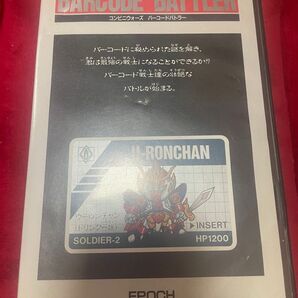 BARCODE BATTLER
コンビニウォーズ バーコードバトラー
バーコードに秘められた謎を解き、
君は最強の戦士になることができるか!!
バーコード戦士達の壮絶な
バトルが始まる。
U-RONCHAN
INSERT
SOLDIER-2 HP1200
EPOCH